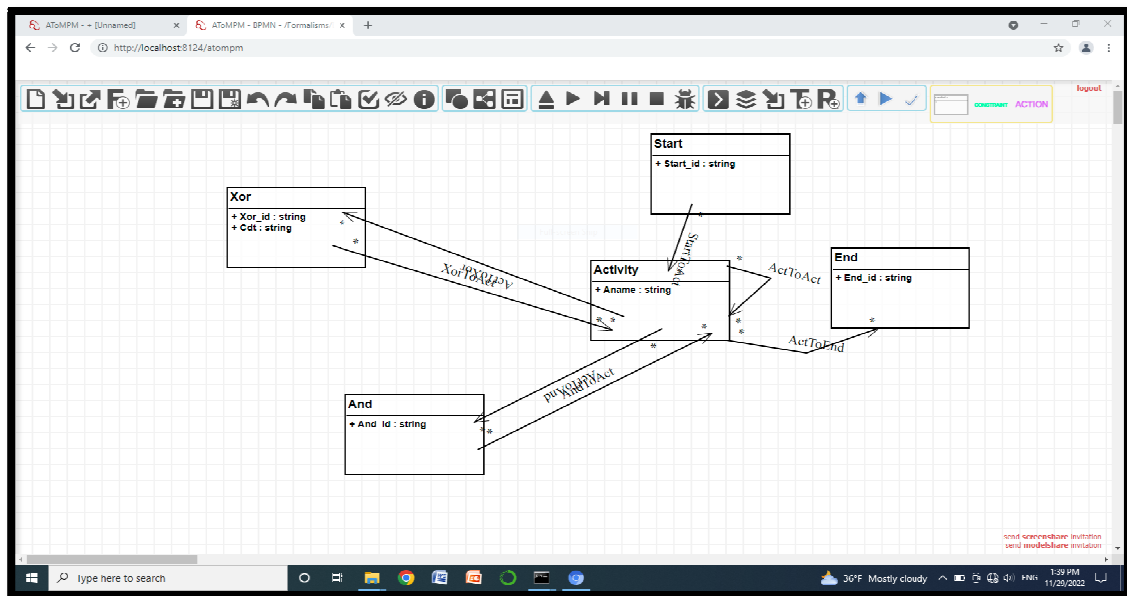 AToMPM - + [Unnamed]
AToMPM - BPMN - /Formalisms/
http://localhost:8124/atompm
CONSTRAINT ACTION
logout
Start
+ Start_id : string
Xor
+ Xor_id : string
+ Cdt : string
StartToAct
ActToXor
XorToAct
Activity
+ Aname : string
ActToAct
End
+ End_id : string
ActToEnd
ActToAnd
AndToAct
And
+ And_id : string
send screenshare invitation
send modelshare invitation
Type here to search
36°F Mostly cloudy
ENG
1:39 PM
11/29/2022